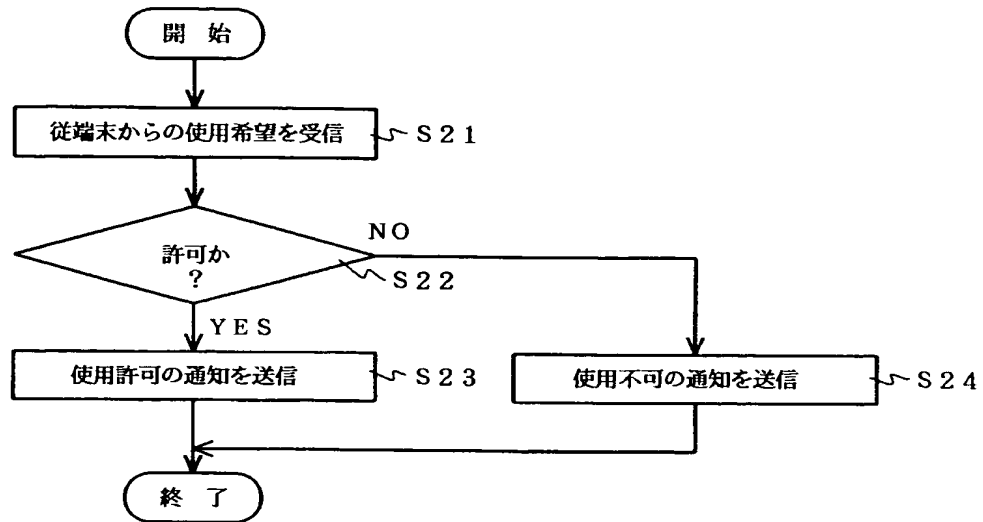 開 始
従端末からの使用希望を受信
S21
許可か
?
NO
S22
YES
使用許可の通知を送信
S23
使用不可の通知を送信
S24
終 了